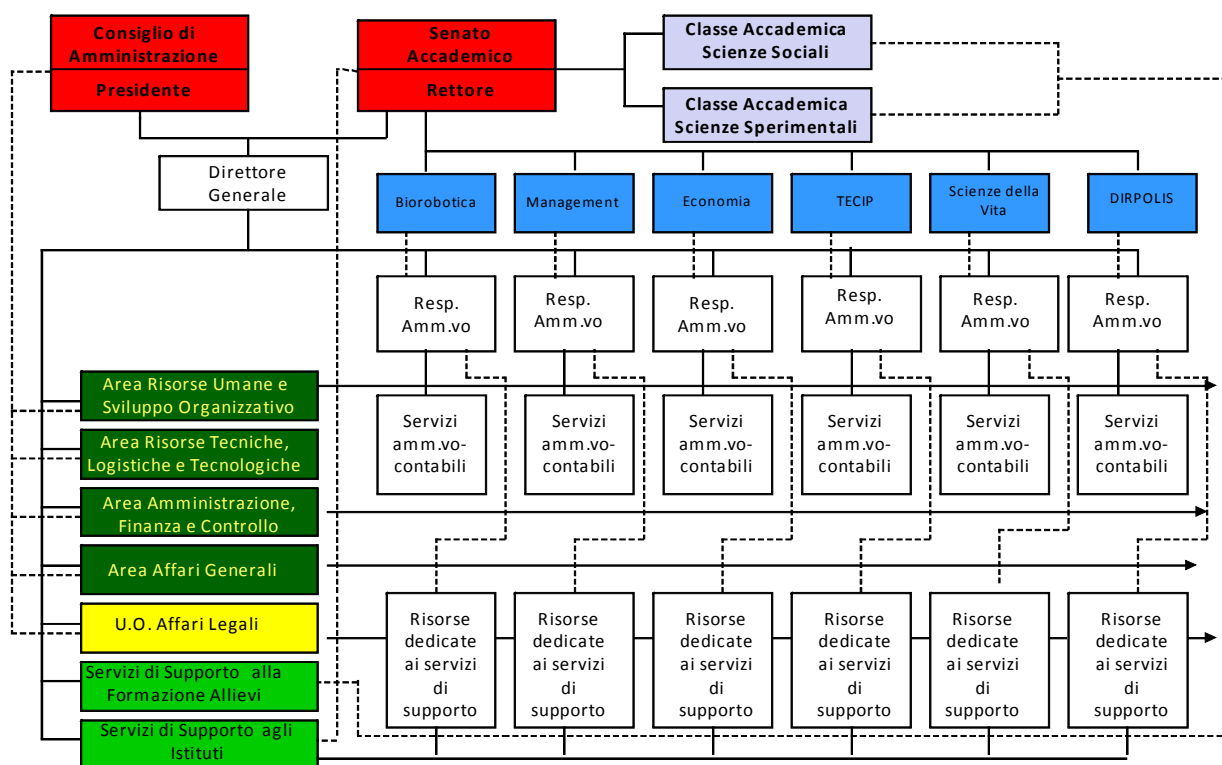 Consiglio di
Amministrazione
Presidente
Senato
Accademico
Rettore
Classe Accademica
Scienze Sociali
Classe Accademica
Scienze Sperimentali
Direttore
Generale
Biorobotica
Management
Economia
TECIP
Scienze della
Vita
DIRPOLIS
Resp.
Amm.vo
Resp.
Amm.vo
Resp.
Amm.vo
Resp.
Amm.vo
Resp.
Amm.vo
Resp.
Amm.vo
Area Risorse Umane e
Sviluppo Organizzativo
Area Risorse Tecniche,
Logistiche e Tecnologiche
Area Amministrazione,
Finanza e Controllo
Area Affari Generali
U.O. Affari Legali
Servizi di Supporto alla
Formazione Allievi
Servizi di Supporto agli
Istituti
Servizi
amm.vo-
contabili
Servizi
amm.vo-
contabili
Servizi
amm.vo-
contabili
Servizi
amm.vo-
contabili
Servizi
amm.vo-
contabili
Servizi
amm.vo-
contabili
Risorse
dedicate
ai servizi
di
supporto
Risorse
dedicate
ai servizi
di
supporto
Risorse
dedicate
ai servizi
di
supporto
Risorse
dedicate
ai servizi
di
supporto
Risorse
dedicate
ai servizi
di
supporto
Risorse
dedicate
ai servizi
di
supporto